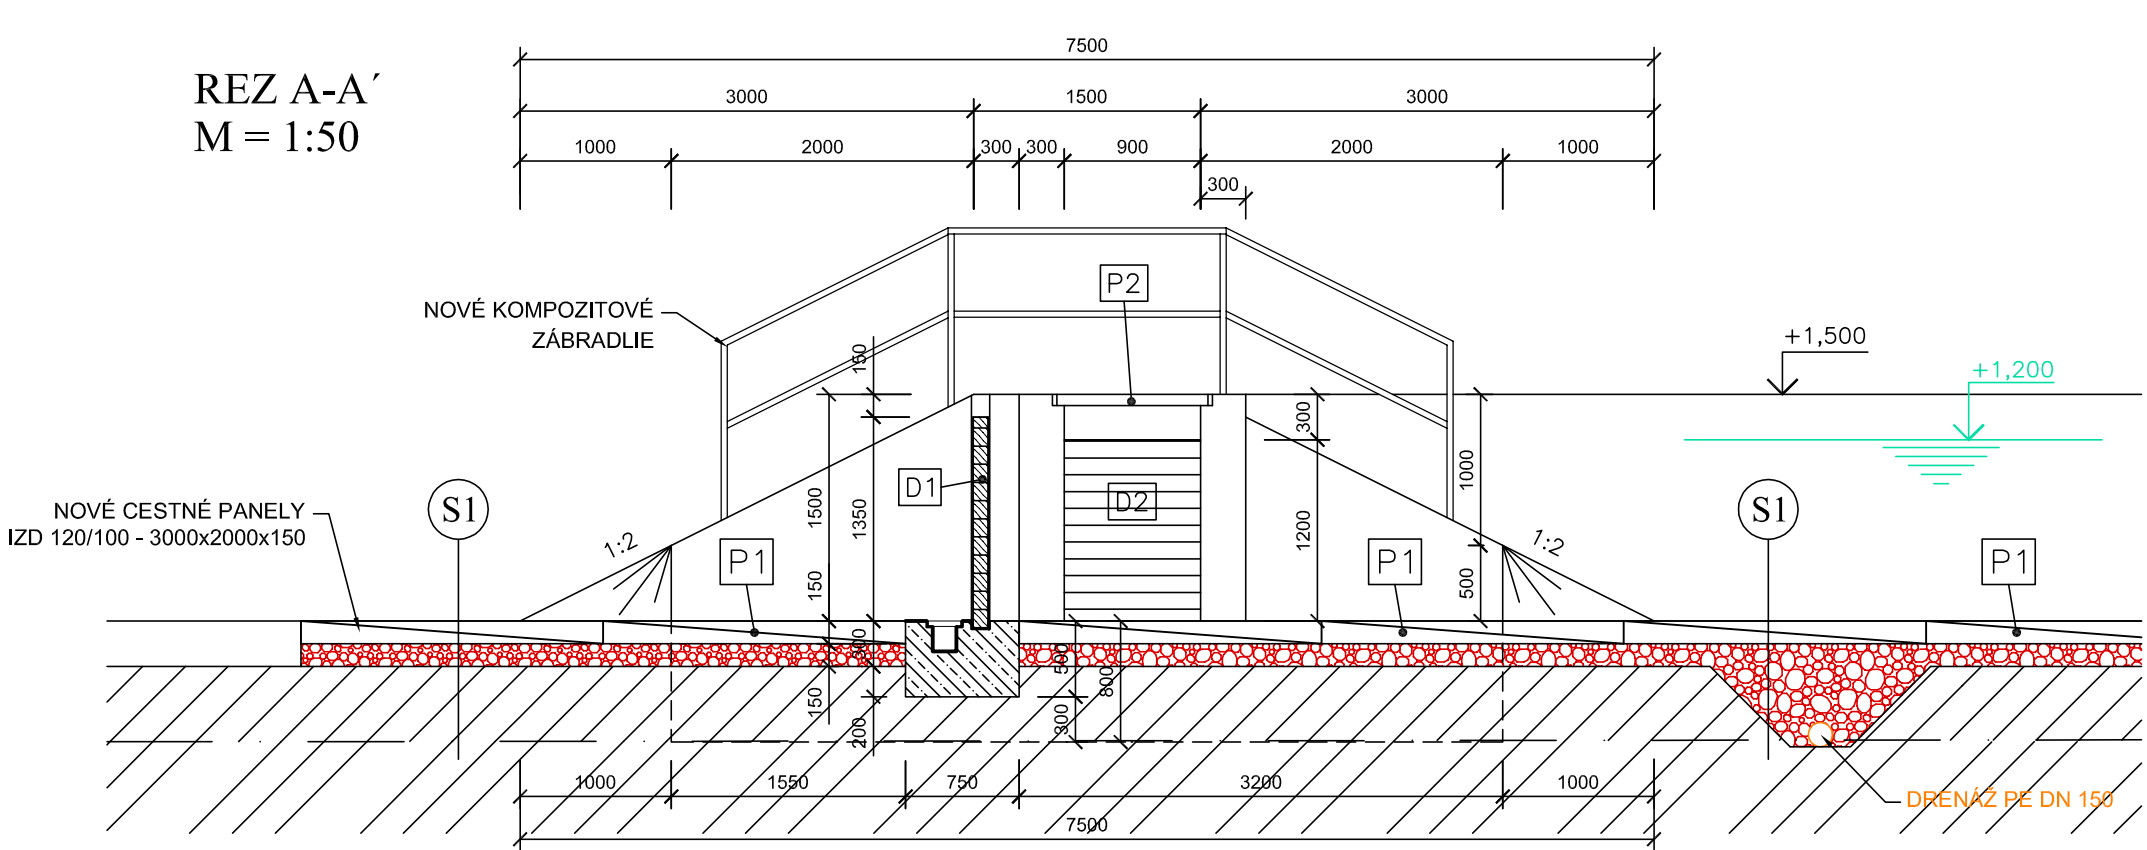 REZ A-A´
M = 1:50
7500
3000 1500 3000
1000 2000 300 300 900 2000 1000
300
NOVÉ KOMPOZITOVÉ
ZÁBRADLIE
P2
+1,500
+1,200
150
300
1000
D1
D2
1500
1350
1200
500
150
NOVÉ CESTNÉ PANELY
IZD 120/100 - 3000x2000x150
S1
S1
1:2
1:2
P1
P1
P1
300
500
800
150
200
300
1000 1550 750 3200 1000
7500
DRENÁŽ PE DN 150